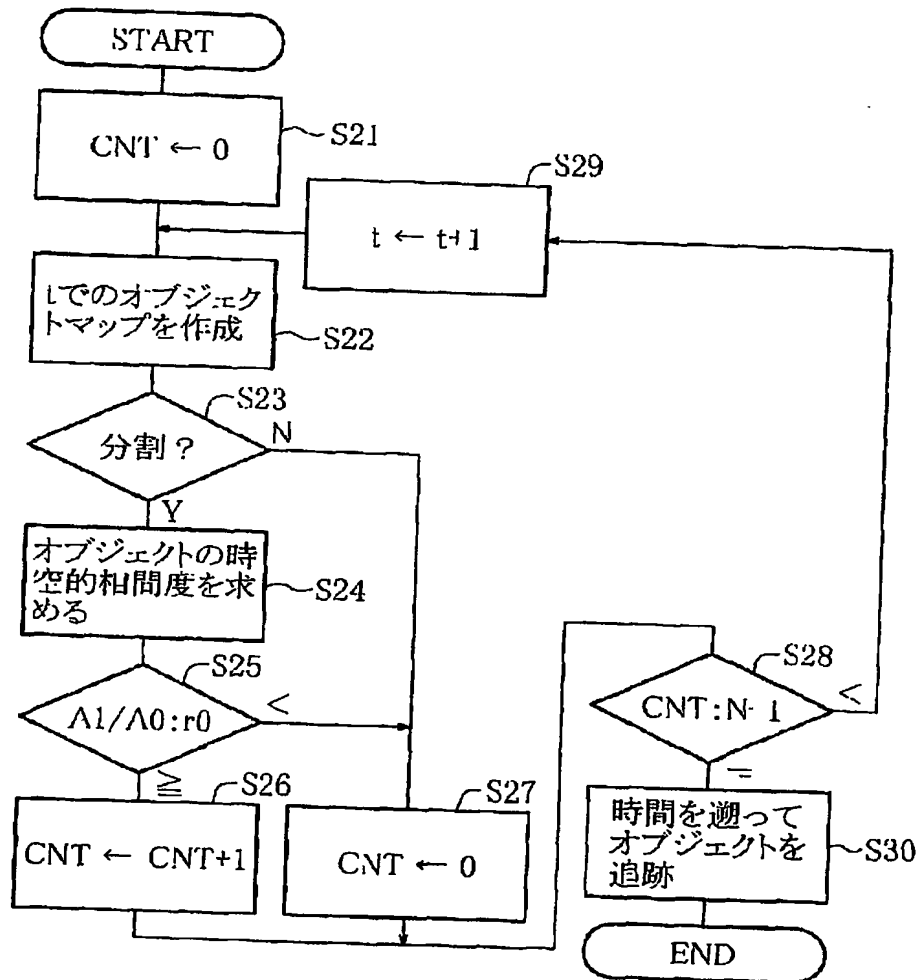 START
CNT ← 0
S21
S29
t ← t+1
tでのオブジェク
トマップを作成
S22
S23
分割？
N
Y
オブジェクトの時
空的相関度を求
める
S24
S25
A1/A0:r0
<
≧
S26
CNT ← CNT+1
S27
CNT ← 0
S28
CNT:N-1
<
=
時間を遡って
オブジェクトを
追跡
S30
END